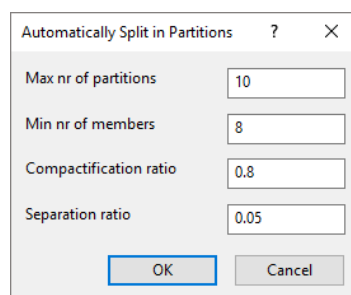 Automatically Split in Partitions ?
Max nr of partitions 10
Min nr of members 8
Compactification ratio 0.8
Separation ratio 0.05
OK Cancel